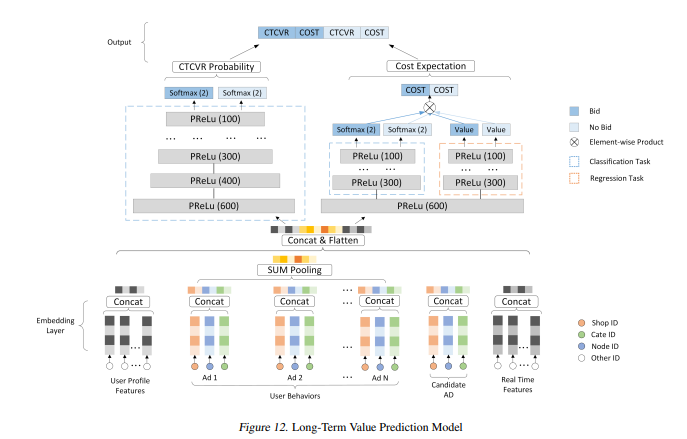 Output
CTCVR COST CTCVR COST
CTCVR Probability
Cost Expectation
Softmax (2) Softmax (2)
COST COST
PReLu (100)
Softmax (2) Softmax (2) Value Value
... ...
PReLu (300)
PReLu (100) PReLu (100)
... ... ... ...
PReLu (400)
PReLu (300) PReLu (300)
PReLu (600) PReLu (600)
Bid
No Bid
Element-wise Product
Classification Task
Regression Task
Concat & Flatten
SUM Pooling
...
Concat Concat Concat ... Concat Concat Concat
Embedding
Layer
... ... ...
Shop ID
Cate ID
Node ID
Other ID
User Profile
Features
Ad 1 Ad 2 ... Ad N
User Behaviors
Candidate
AD
Real Time
Features
Figure 12. Long-Term Value Prediction Model